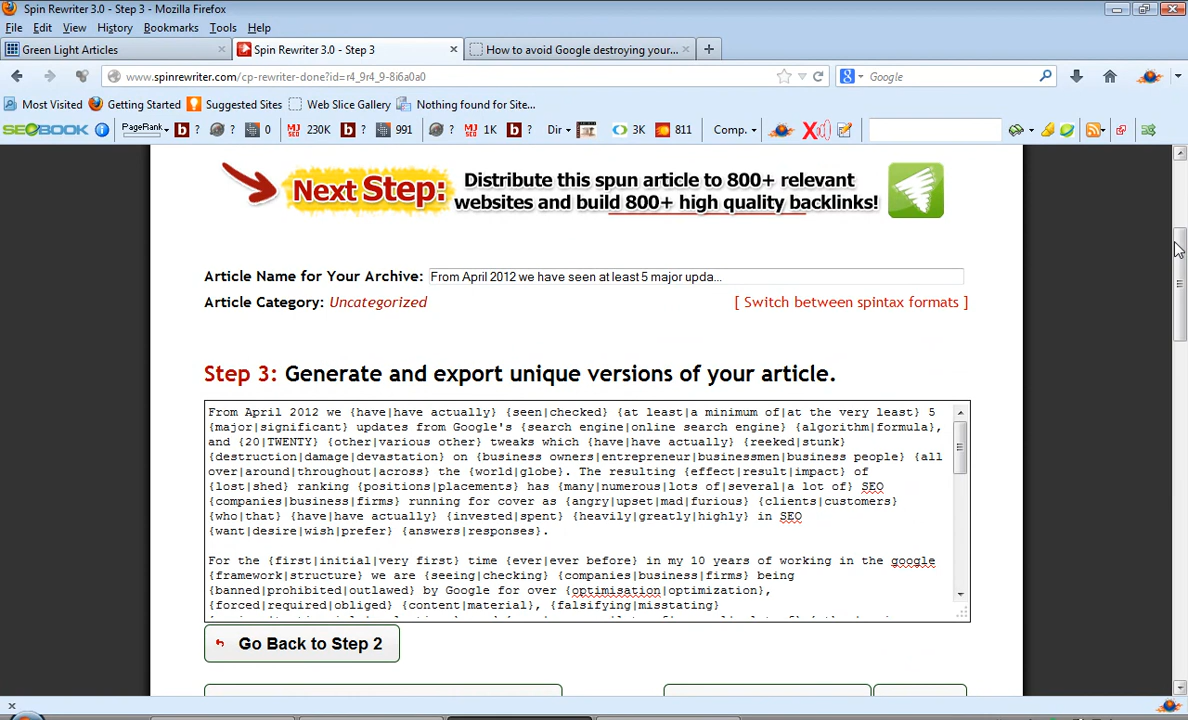 Spin Rewriter 3.0 - Step 3 - Mozilla Firefox
File Edit View History Bookmarks Tools Help
Green Light Articles
Spin Rewriter 3.0 - Step 3
How to avoid Google destroying your...
www.spinrewriter.com/cp-rewriter-done?id=r4_9r4_9-8i6a0a0
Google
Most Visited Getting Started Suggested Sites Web Slice Gallery Nothing found for Site...
SEOBOOK PageRank ? ? 0 230K ? 991 ? 1K ? Dir 3K 811 Comp.
Next Step: Distribute this spun article to 800+ relevant
websites and build 800+ high quality backlinks!
Article Name for Your Archive: From April 2012 we have seen at least 5 major upda...
Article Category: Uncategorized [ Switch between spintax formats ]
Step 3: Generate and export unique versions of your article.
From April 2012 we {have|have actually} {seen|checked} {at least|a minimum of|at the very least} 5
{major|significant} updates from Google's {search engine|online search engine} {algorithm|formula},
and {20|TWENTY} {other|various other} tweaks which {have|have actually} {reeked|stunk}
{destruction|damage|devastation} on {business owners|entrepreneur|businessmen|business people} {all
over|around|throughout|across} the {world|globe}. The resulting {effect|result|impact} of
{lost|shed} ranking {positions|placements} has {many|numerous|lots of|several|a lot of} SEO
{companies|business|firms} running for cover as {angry|upset|mad|furious} {clients|customers}
{who|that} {have|have actually} {invested|spent} {heavily|greatly|highly} in SEO
{want|desire|wish|prefer} {answers|responses}.
For the {first|initial|very first} time {ever|ever before} in my 10 years of working in the google
{framework|structure} we are {seeing|checking} {companies|business|firms} being
{banned|prohibited|outlawed} by Google for over {optimisation|optimization},
{forced|required|obliged} {content|material}, {falsifying|misstating}
Go Back to Step 2